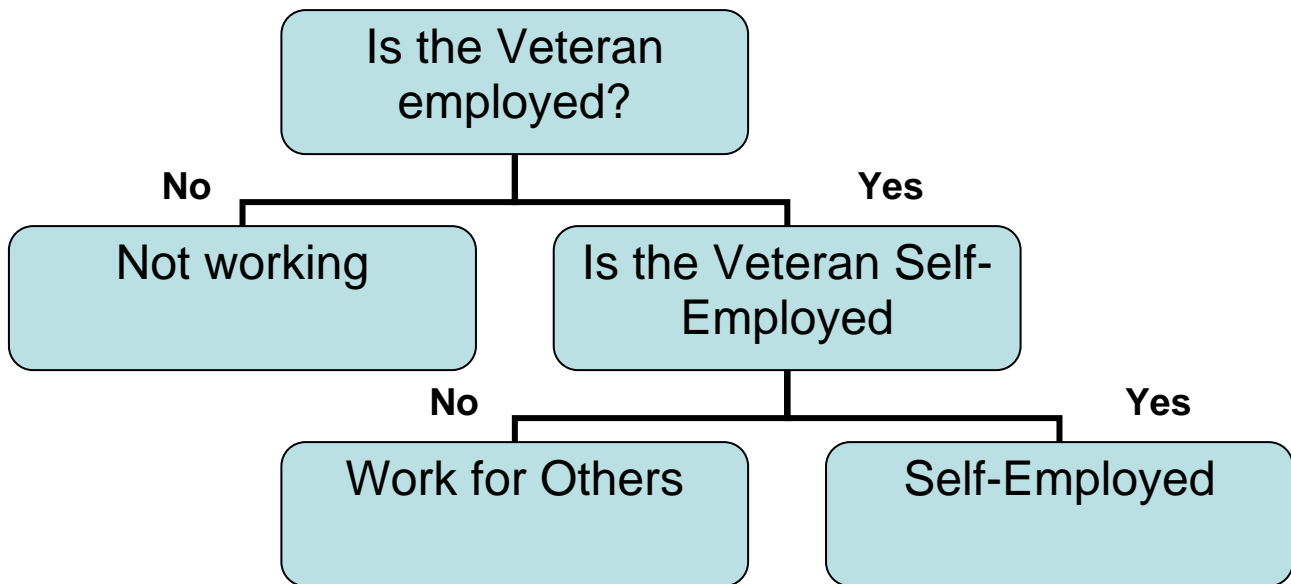 Is the Veteran
employed?
No
Yes
Not working
Is the Veteran Self-
Employed
No
Yes
Work for Others
Self-Employed